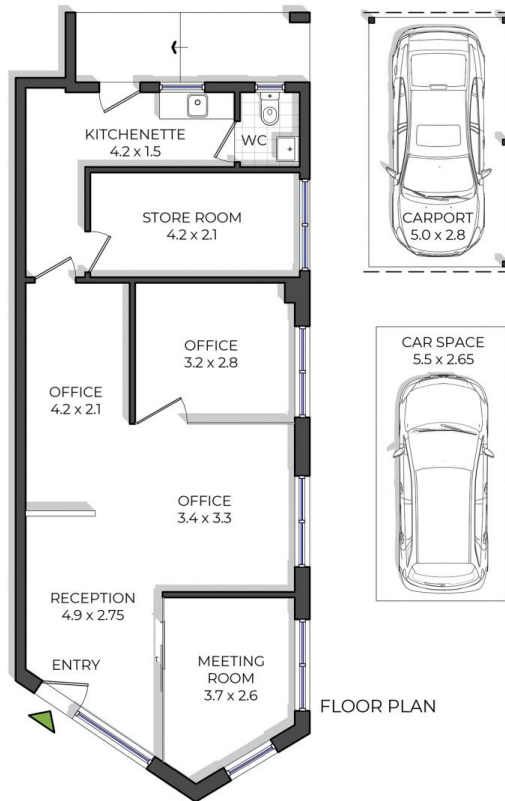 KITCHENETTE
4.2 x 1.5
WC
STORE ROOM
4.2 x 2.1
CARPORT
5.0 x 2.8
OFFICE
3.2 x 2.8
CAR SPACE
5.5 x 2.65
OFFICE
4.2 x 2.1
OFFICE
3.4 x 3.3
RECEPTION
4.9 x 2.75
ENTRY
MEETING
ROOM
3.7 x 2.6
FLOOR PLAN